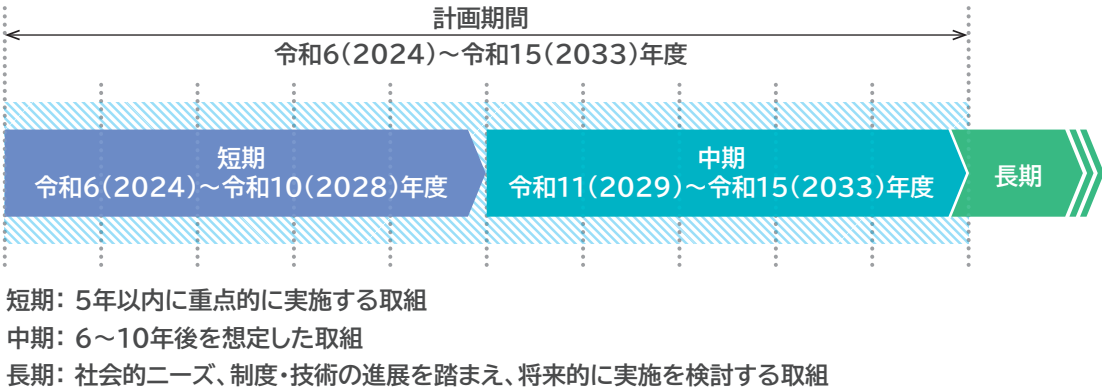 計画期間
令和6(2024)～令和15(2033)年度
短期
令和6(2024)～令和10(2028)年度
中期
令和11(2029)～令和15(2033)年度
長期
短期： 5年以内に重点的に実施する取組
中期： 6～10年後を想定した取組
長期： 社会的ニーズ、制度・技術の進展を踏まえ、将来的に実施を検討する取組